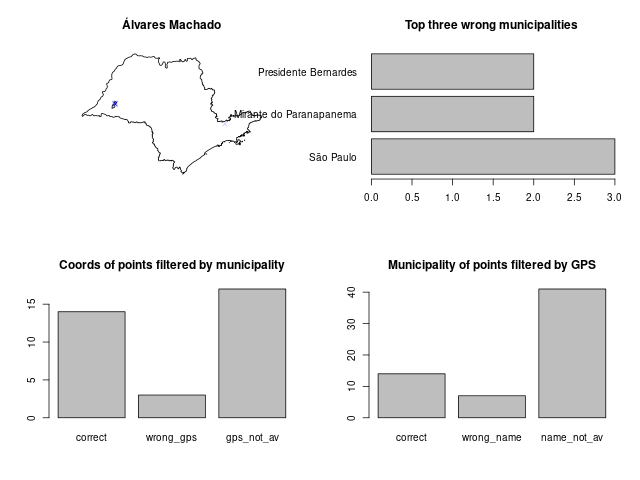 Álvares Machado
Top three wrong municipalities
Presidente Bernardes
Mirante do Paranapanema
São Paulo
0.0 0.5 1.0 1.5 2.0 2.5 3.0
Coords of points filtered by municipality
15
10
5
0
correct wrong_gps gps_not_av
Municipality of points filtered by GPS
40
30
20
10
0
correct wrong_name name_not_av